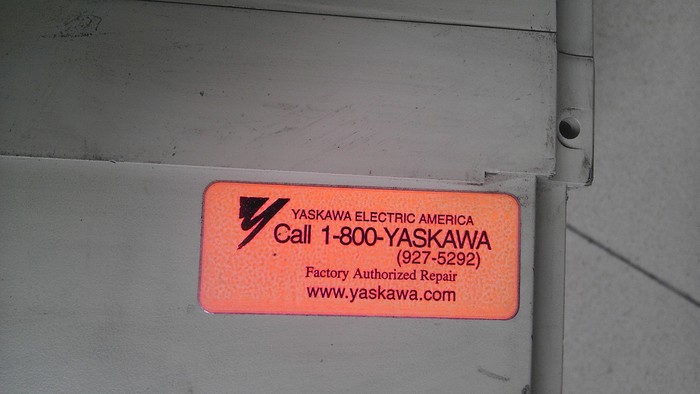 YASKAWA ELECTRIC AMERICA
Call 1-800-YASKAWA
(927-5292)
Factory Authorized Repair
www.yaskawa.com